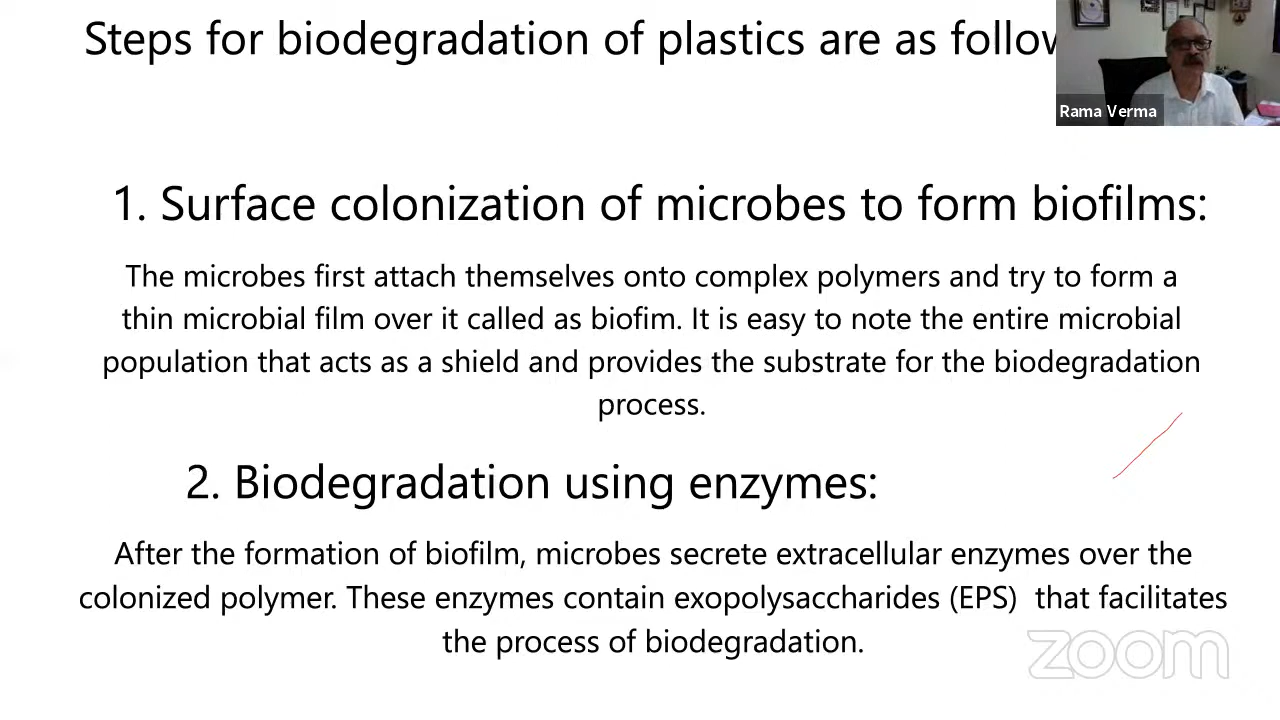 Steps for biodegradation of plastics are as follow
Rama Verma
1. Surface colonization of microbes to form biofilms:
The microbes first attach themselves onto complex polymers and try to form a
thin microbial film over it called as biofim. It is easy to note the entire microbial
population that acts as a shield and provides the substrate for the biodegradation
process.
2. Biodegradation using enzymes:
After the formation of biofilm, microbes secrete extracellular enzymes over the
colonized polymer. These enzymes contain exopolysaccharides (EPS)  that facilitates
the process of biodegradation.
zoom